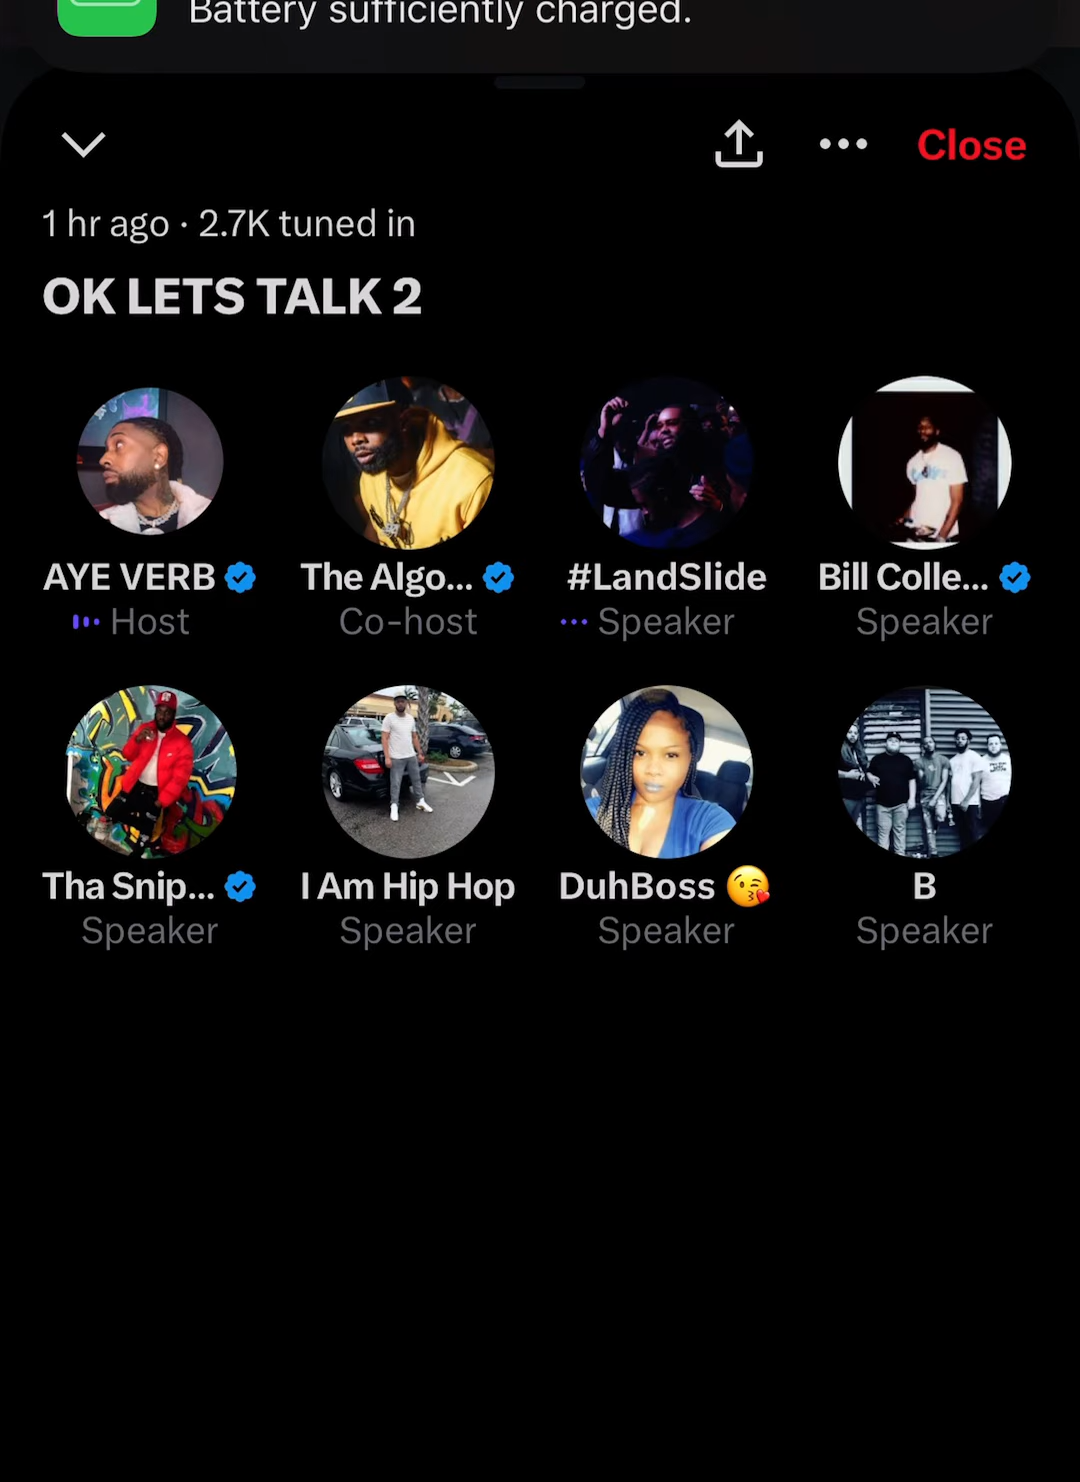 Battery sufficiently charged.
Close
1 hr ago · 2.7K tuned in
OK LETS TALK 2
AYE VERB
The Algo...
#LandSlide
Bill Colle...
Host
Co-host
Speaker
Speaker
Tha Snip...
I Am Hip Hop
DuhBoss 😘
B
Speaker
Speaker
Speaker
Speaker